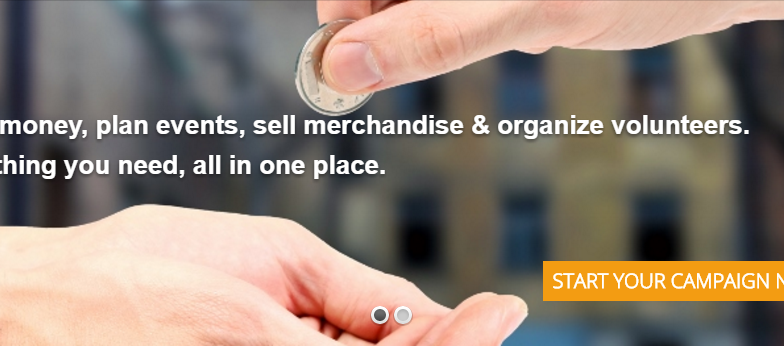 money, plan events, sell merchandise & organize volunteers.
thing you need, all in one place.
START YOUR CAMPAIGN N